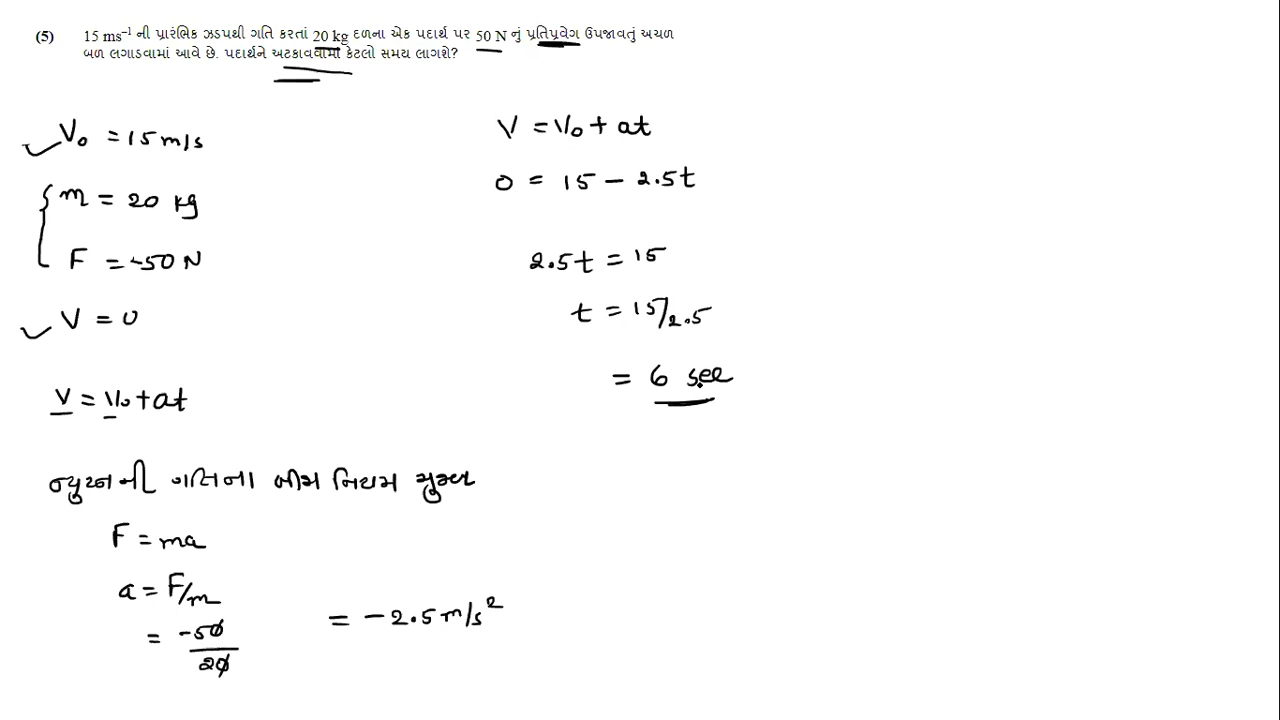 (5) 15 ms⁻¹ ની પ્રારંભિક ઝડપથી ગતિ કરતાં 20 kg દળના એક પદાર્થ પર 50 N નું પ્રતિપ્રવેગ ઉપજાવતું અચળ
બળ લગાડવામાં આવે છે. પદાર્થને અટકાવવામાં કેટલો સમય લાગશે?
V₀ = 15 m/s
m = 20 kg
F = -50 N
V = 0
V = V₀ + at
ન્યુટનની ગતિના બીજા નિયમ મુજબ
F = ma
a = F/m
= -50/20 = -2.5 m/s²
V = V₀ + at
0 = 15 - 2.5t
2.5t = 15
t = 15/2.5
= 6 sec